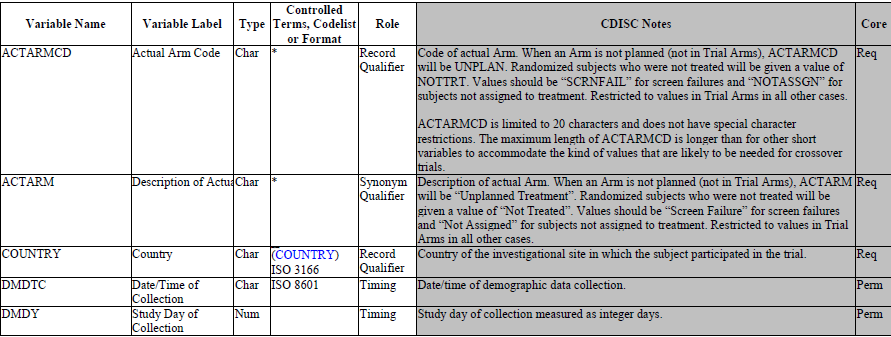 Variable Name Variable Label Type Controlled Terms, Codelist or Format Role CDISC Notes Core
ACTARMCD Actual Arm Code Char * Record Qualifier
Code of actual Arm. When an Arm is not planned (not in Trial Arms), ACTARMCD
will be UNPLAN. Randomized subjects who were not treated will be given a value of
NOTTRT. Values should be “SCRNFAIL” for screen failures and “NOTASSGN” for
subjects not assigned to treatment. Restricted to values in Trial Arms in all other cases.
ACTARMCD is limited to 20 characters and does not have special character
restrictions. The maximum length of ACTARMCD is longer than for other short
variables to accommodate the kind of values that are likely to be needed for crossover
trials.
Req
ACTARM Description of Actua Char * Synonym Qualifier
Description of actual Arm. When an Arm is not planned (not in Trial Arms), ACTARM
will be “Unplanned Treatment”. Randomized subjects who were not treated will be
given a value of “Not Treated”. Values should be “Screen Failure” for screen failures
and “Not Assigned” for subjects not assigned to treatment. Restricted to values in Trial
Arms in all other cases.
Req
COUNTRY Country Char (COUNTRY) ISO 3166 Record Qualifier Country of the investigational site in which the subject participated in the trial. Req
DMDTC Date/Time of Collection Char ISO 8601 Timing Date/time of demographic data collection. Perm
DMDY Study Day of Collection Num Timing Study day of collection measured as integer days. Perm